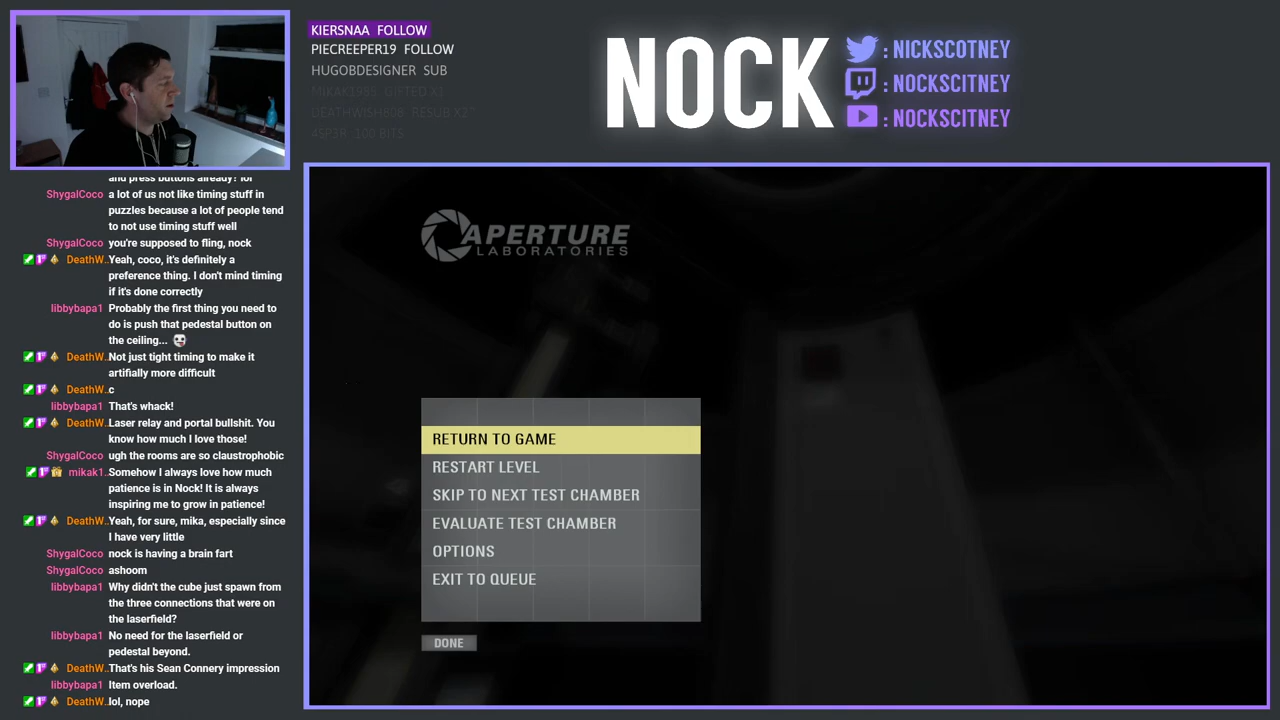 KIERSNAA FOLLOW
PIECREEPER19 FOLLOW
HUGOBDESIGNER SUB
MIKAK1985 GIFTED X1
DEATHWISH808 RESUB X27
4SP3R 100 BITS
NOCK
: NICKSCOTNEY
: NOCKSCITNEY
: NOCKSCITNEY
and press buttons already? lol
ShygalCoco a lot of us not like timing stuff in
puzzles because a lot of people tend
to not use timing stuff well
ShygalCoco you're supposed to fling, nock
DeathW.. Yeah, coco, it's definitely a
preference thing. I don't mind timing
if it's done correctly
libbybapa1 Probably the first thing you need to
do is push that pedestal button on
the ceiling...
DeathW.. Not just tight timing to make it
artifially more difficult
DeathW.. c
libbybapa1 That's whack!
DeathW.. Laser relay and portal bullshit. You
know how much I love those!
ShygalCoco ugh the rooms are so claustrophobic
mikak1.. Somehow I always love how much
patience is in Nock! It is always
inspiring me to grow in patience!
DeathW.. Yeah, for sure, mika, especially since
I have very little
ShygalCoco nock is having a brain fart
ShygalCoco ashoom
libbybapa1 Why didn't the cube just spawn from
the three connections that were on
the laserfield?
libbybapa1 No need for the laserfield or
pedestal beyond.
DeathW.. That's his Sean Connery impression
libbybapa1 Item overload.
DeathW.. lol, nope
APERTURE
LABORATORIES
RETURN TO GAME
RESTART LEVEL
SKIP TO NEXT TEST CHAMBER
EVALUATE TEST CHAMBER
OPTIONS
EXIT TO QUEUE
DONE